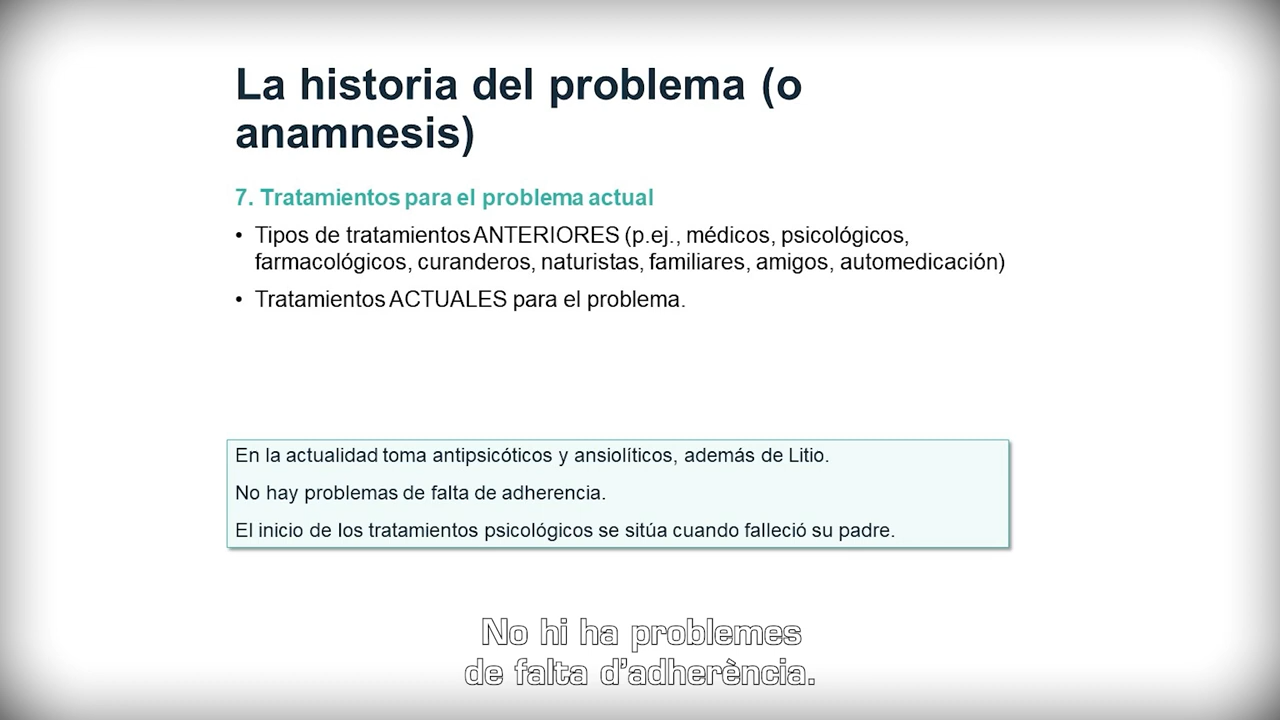 La historia del problema (o
anamnesis)
7. Tratamientos para el problema actual
• Tipos de tratamientos ANTERIORES (p.ej., médicos, psicológicos,
farmacológicos, curanderos, naturistas, familiares, amigos, automedicación)
• Tratamientos ACTUALES para el problema.
En la actualidad toma antipsicóticos y ansiolíticos, además de Litio.
No hay problemas de falta de adherencia.
El inicio de los tratamientos psicológicos se sitúa cuando falleció su padre.
No hi ha problemes
de falta d'adherència.